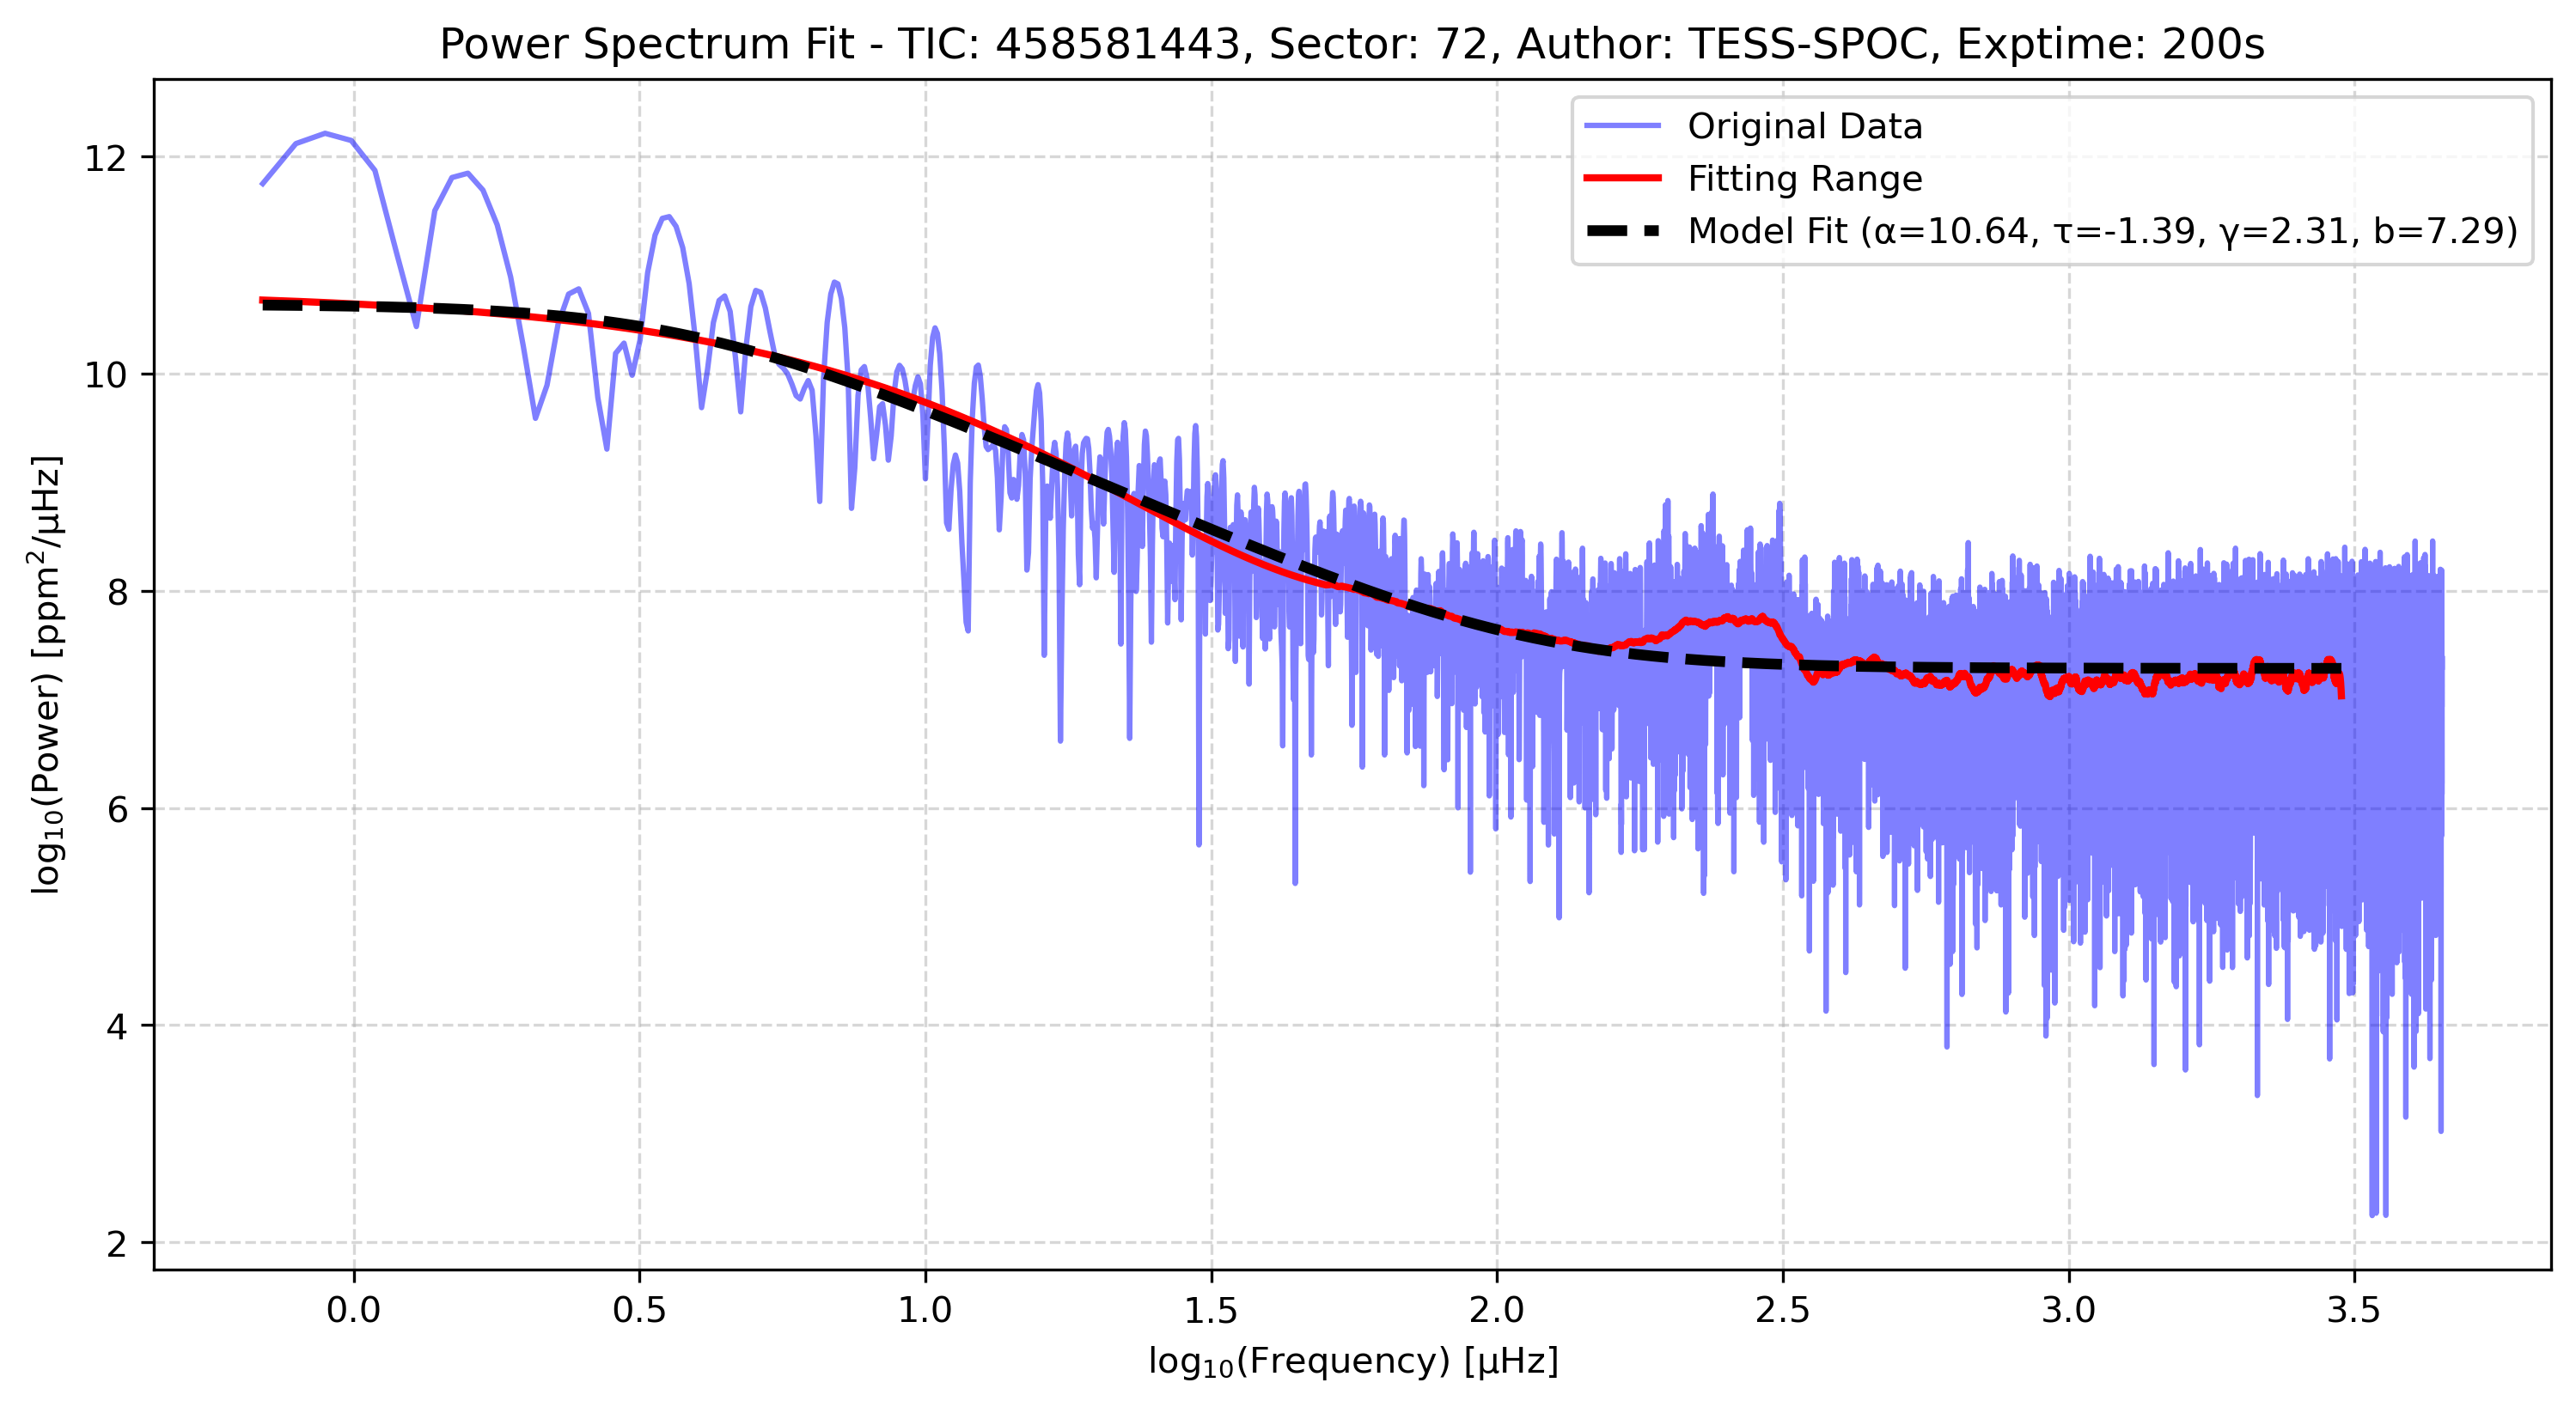 Power Spectrum Fit - TIC: 458581443, Sector: 72, Author: TESS-SPOC, Exptime: 200s
Original Data
Fitting Range
Model Fit (α=10.64, τ=-1.39, γ=2.31, b=7.29)
log₁₀(Power) [ppm²/μHz]
12
10
8
6
4
2
0.0 0.5 1.0 1.5 2.0 2.5 3.0 3.5
log₁₀(Frequency) [μHz]